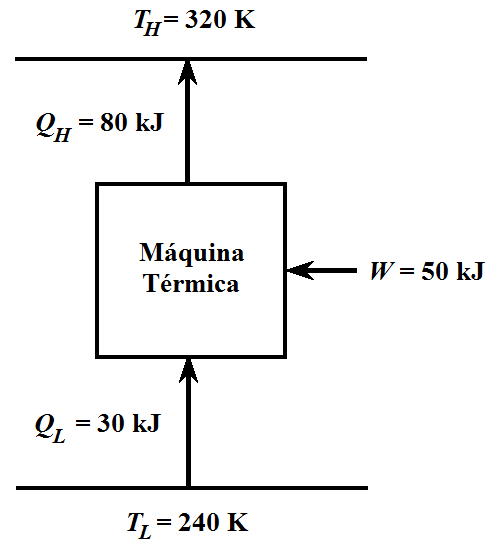 T_H = 320 K
Q_H = 80 kJ
Máquina
Térmica
W = 50 kJ
Q_L = 30 kJ
T_L = 240 K